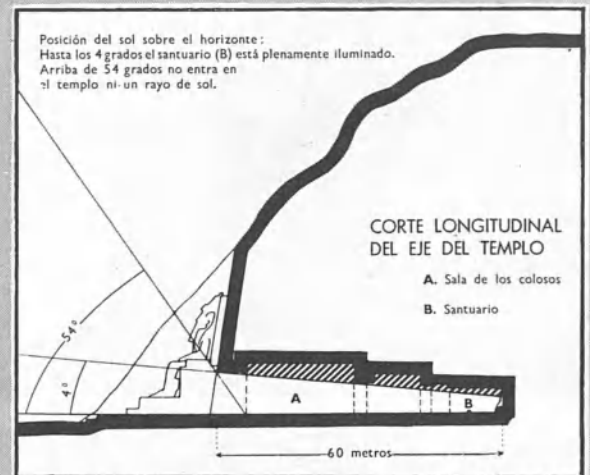 Posición del sol sobre el horizonte:
Hasta los 4 grados el santuario (B) está plenamente iluminado.
Arriba de 54 grados no entra en
el templo ni un rayo de sol.
CORTE LONGITUDINAL
DEL EJE DEL TEMPLO
A. Sala de los colosos
B. Santuario
54°
4°
A
B
60 metros